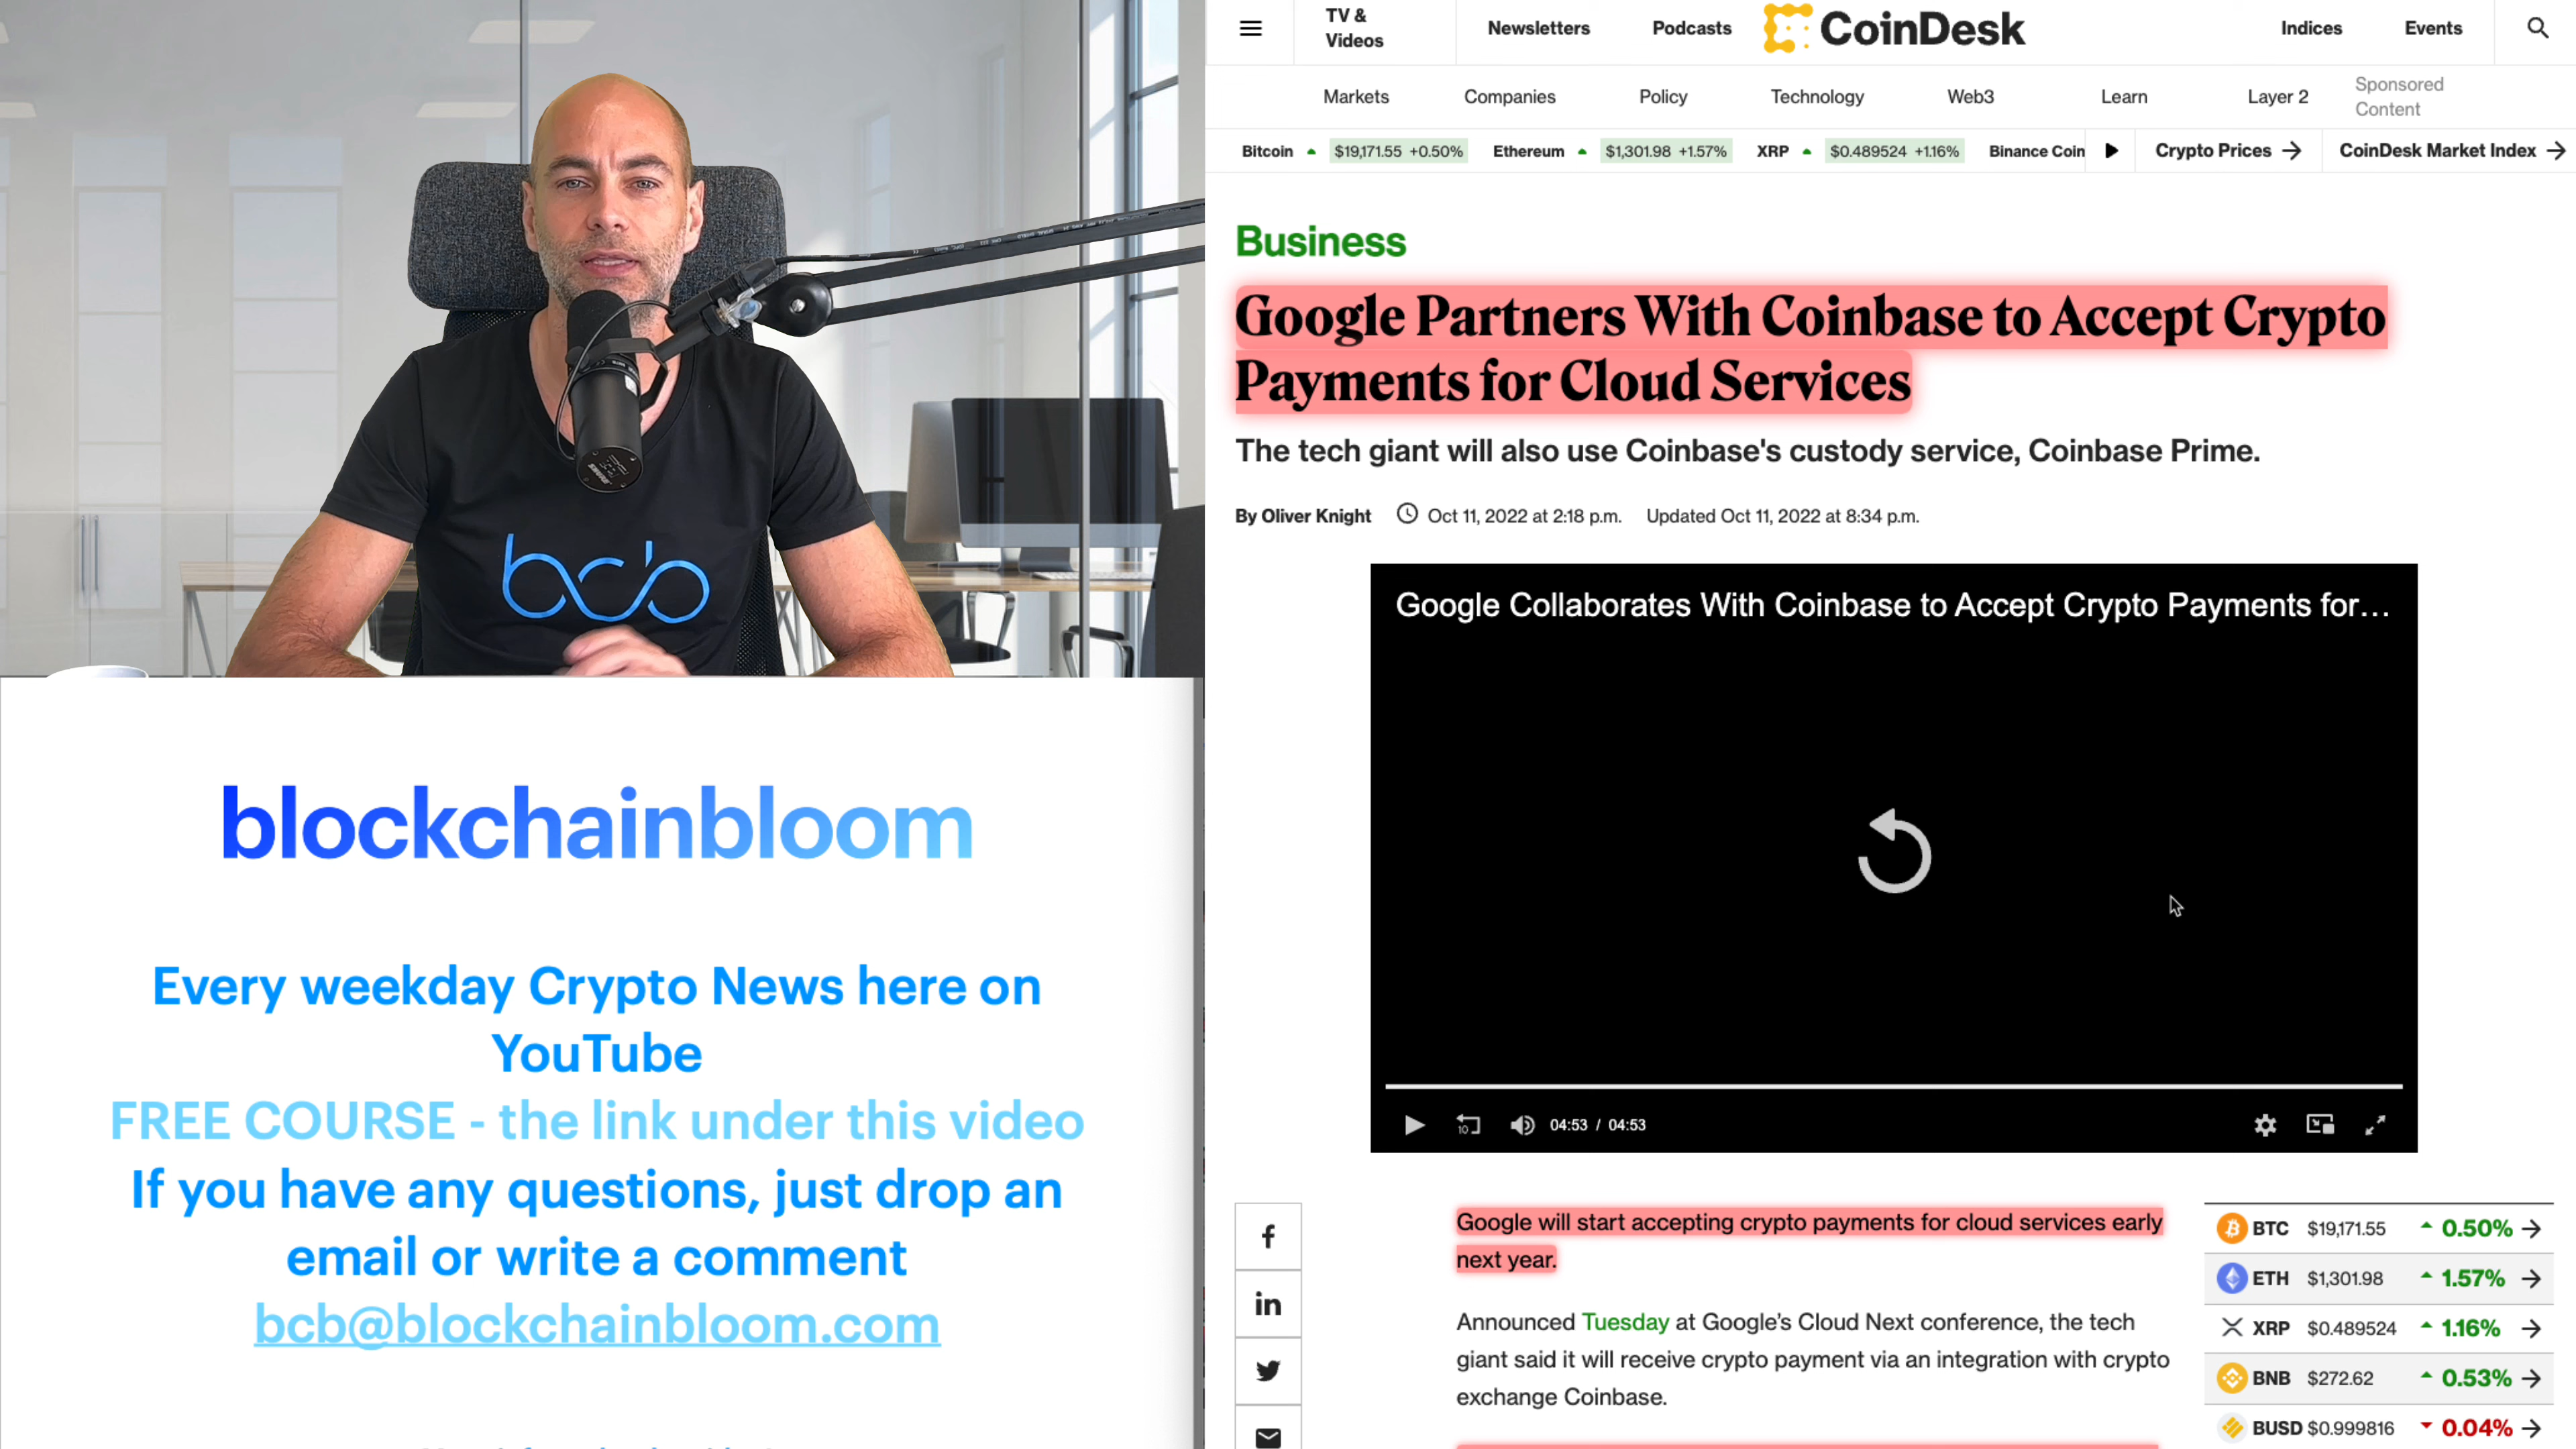 bcb
blockchainbloom
Every weekday Crypto News here on
YouTube
FREE COURSE - the link under this video
If you have any questions, just drop an
email or write a comment
bcb@blockchainbloom.com
TV &
Videos
Newsletters
Podcasts
CoinDesk
Indices
Events
Markets
Companies
Policy
Technology
Web3
Learn
Layer 2
Sponsored
Content
Bitcoin $19,171.55 +0.50% Ethereum $1,301.98 +1.57% XRP $0.489524 +1.16% Binance Coin
Crypto Prices →
CoinDesk Market Index →
Business
Google Partners With Coinbase to Accept Crypto
Payments for Cloud Services
The tech giant will also use Coinbase's custody service, Coinbase Prime.
By Oliver Knight Oct 11, 2022 at 2:18 p.m. Updated Oct 11, 2022 at 8:34 p.m.
Google Collaborates With Coinbase to Accept Crypto Payments for…
10
04:53 / 04:53
Google will start accepting crypto payments for cloud services early
next year.
Announced Tuesday at Google’s Cloud Next conference, the tech
giant said it will receive crypto payment via an integration with crypto
exchange Coinbase.
BTC $19,171.55 0.50% →
ETH $1,301.98 1.57% →
XRP $0.489524 1.16% →
BNB $272.62 0.53% →
BUSD $0.999816 0.04% →